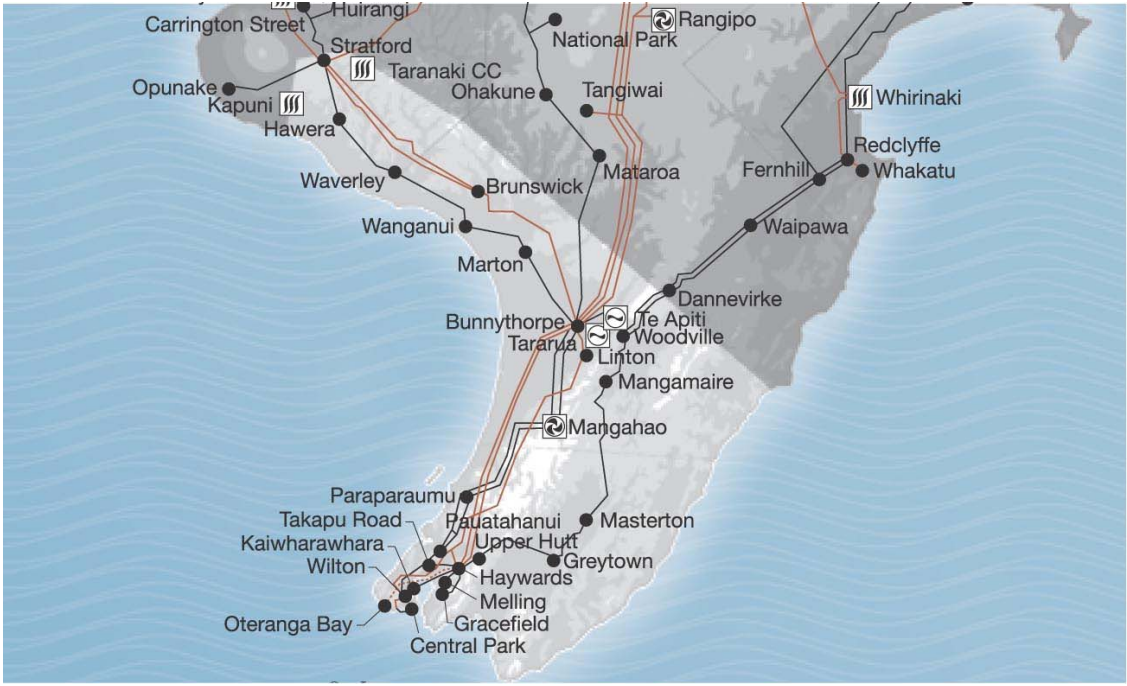 Huirangi
Carrington Street
Rangipo
National Park
Stratford
Taranaki CC
Opunake
Kapuni
Ohakune
Tangiwai
Whirinaki
Hawera
Redclyffe
Mataroa
Fernhill
Whakatu
Waverley
Brunswick
Wanganui
Waipawa
Marton
Dannevirke
Bunnythorpe
Te Apiti
Tararua
Woodville
Linton
Mangamaire
Mangahao
Paraparaumu
Takapu Road
Pauatahanui
Masterton
Kaiwharawhara
Upper Hutt
Wilton
Greytown
Haywards
Melling
Oteranga Bay
Gracefield
Central Park